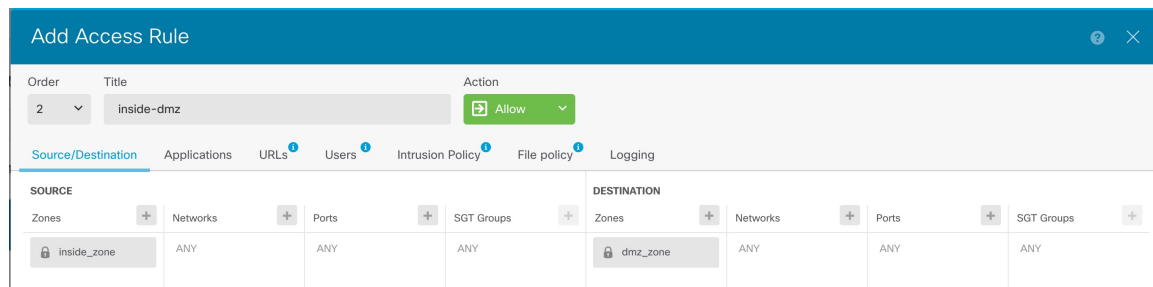 Add Access Rule
Order Title Action
2 inside-dmz Allow
Source/Destination Applications URLs Users Intrusion Policy File policy Logging
SOURCE DESTINATION
Zones Networks Ports SGT Groups Zones Networks Ports SGT Groups
inside_zone ANY ANY ANY dmz_zone ANY ANY ANY